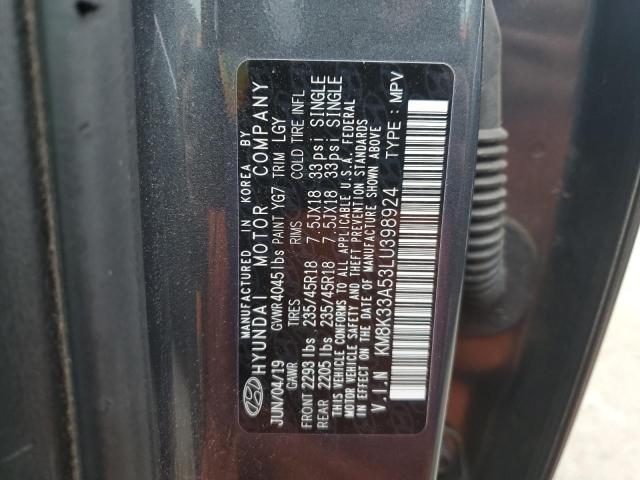 MANUFACTURED IN KOREA BY
HYUNDAI MOTOR COMPANY
JUN/04/19 GVWR 4045 lbs PAINT YG7 TRIM LGY
GAWR TIRES RIMS COLD TIRE INFL
FRONT 2293 lbs 235/45R18 7.5JX18 33psi SINGLE
REAR 2205 lbs 235/45R18 7.5JX18 33psi SINGLE
THIS VEHICLE CONFORMS TO ALL APPLICABLE U.S.A. FEDERAL
MOTOR VEHICLE SAFETY AND THEFT PREVENTION STANDARDS
IN EFFECT ON THE DATE OF MANUFACTURE SHOWN ABOVE
V.I.N KM8K33A53LU398924 TYPE: MPV